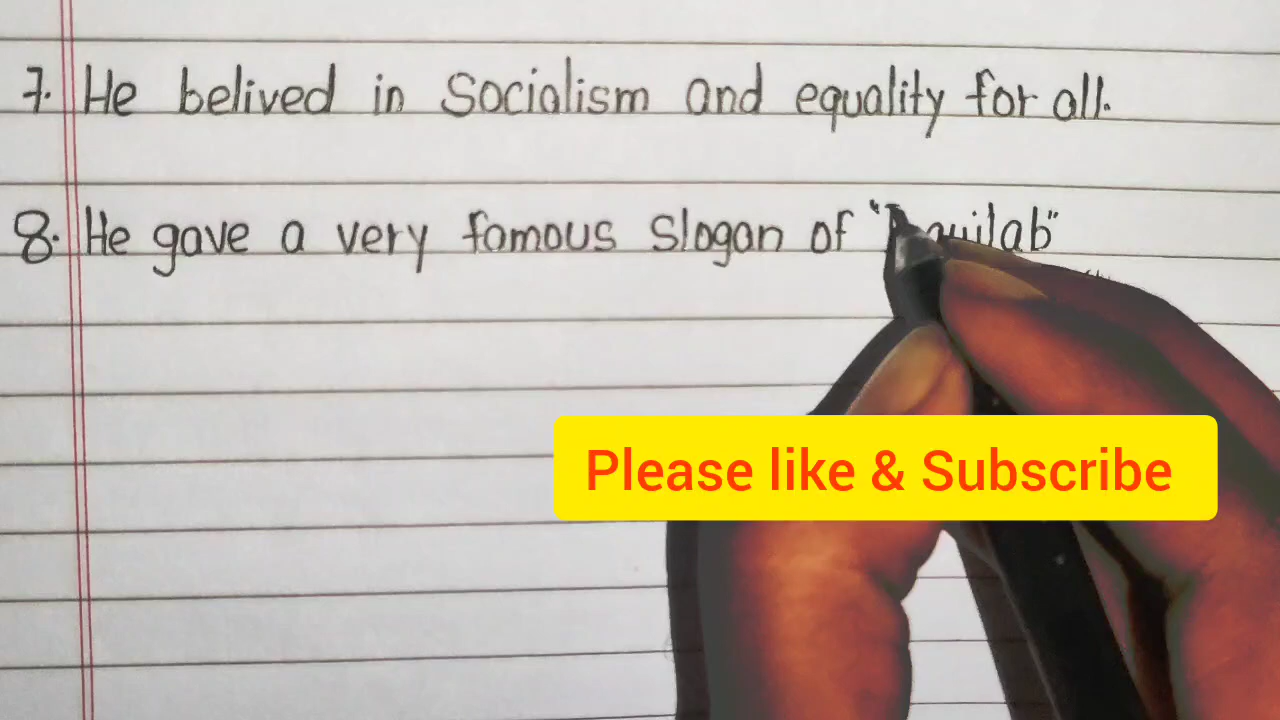 7. He belived in Socialism and equality for all.
8. He gave a very famous slogan of
Please like & Subscribe